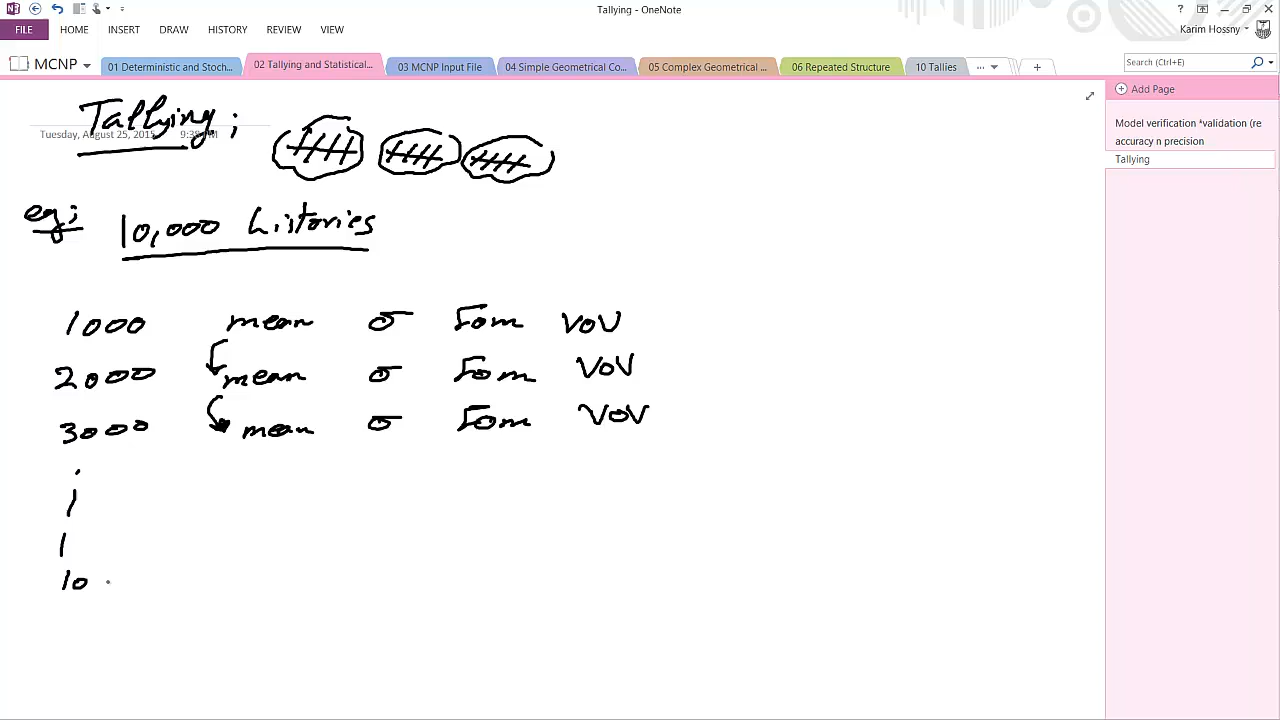 Tallying - OneNote
?
FILE HOME INSERT DRAW HISTORY REVIEW VIEW
Karim Hossny
MCNP
01 Deterministic and Stoch...
02 Tallying and Statistical...
03 MCNP Input File
04 Simple Geometrical Co...
05 Complex Geometrical ...
06 Repeated Structure
10 Tallies
...
+
Search (Ctrl+E)
Add Page
Model verification *validation (re
accuracy n precision
Tallying
Tallying;
Tuesday, August 25, 2015 9:39 PM
eg;
10,000 histories
1000 mean σ Fom VoV
2000 mean σ Fom VoV
3000 mean σ Fom VoV
10